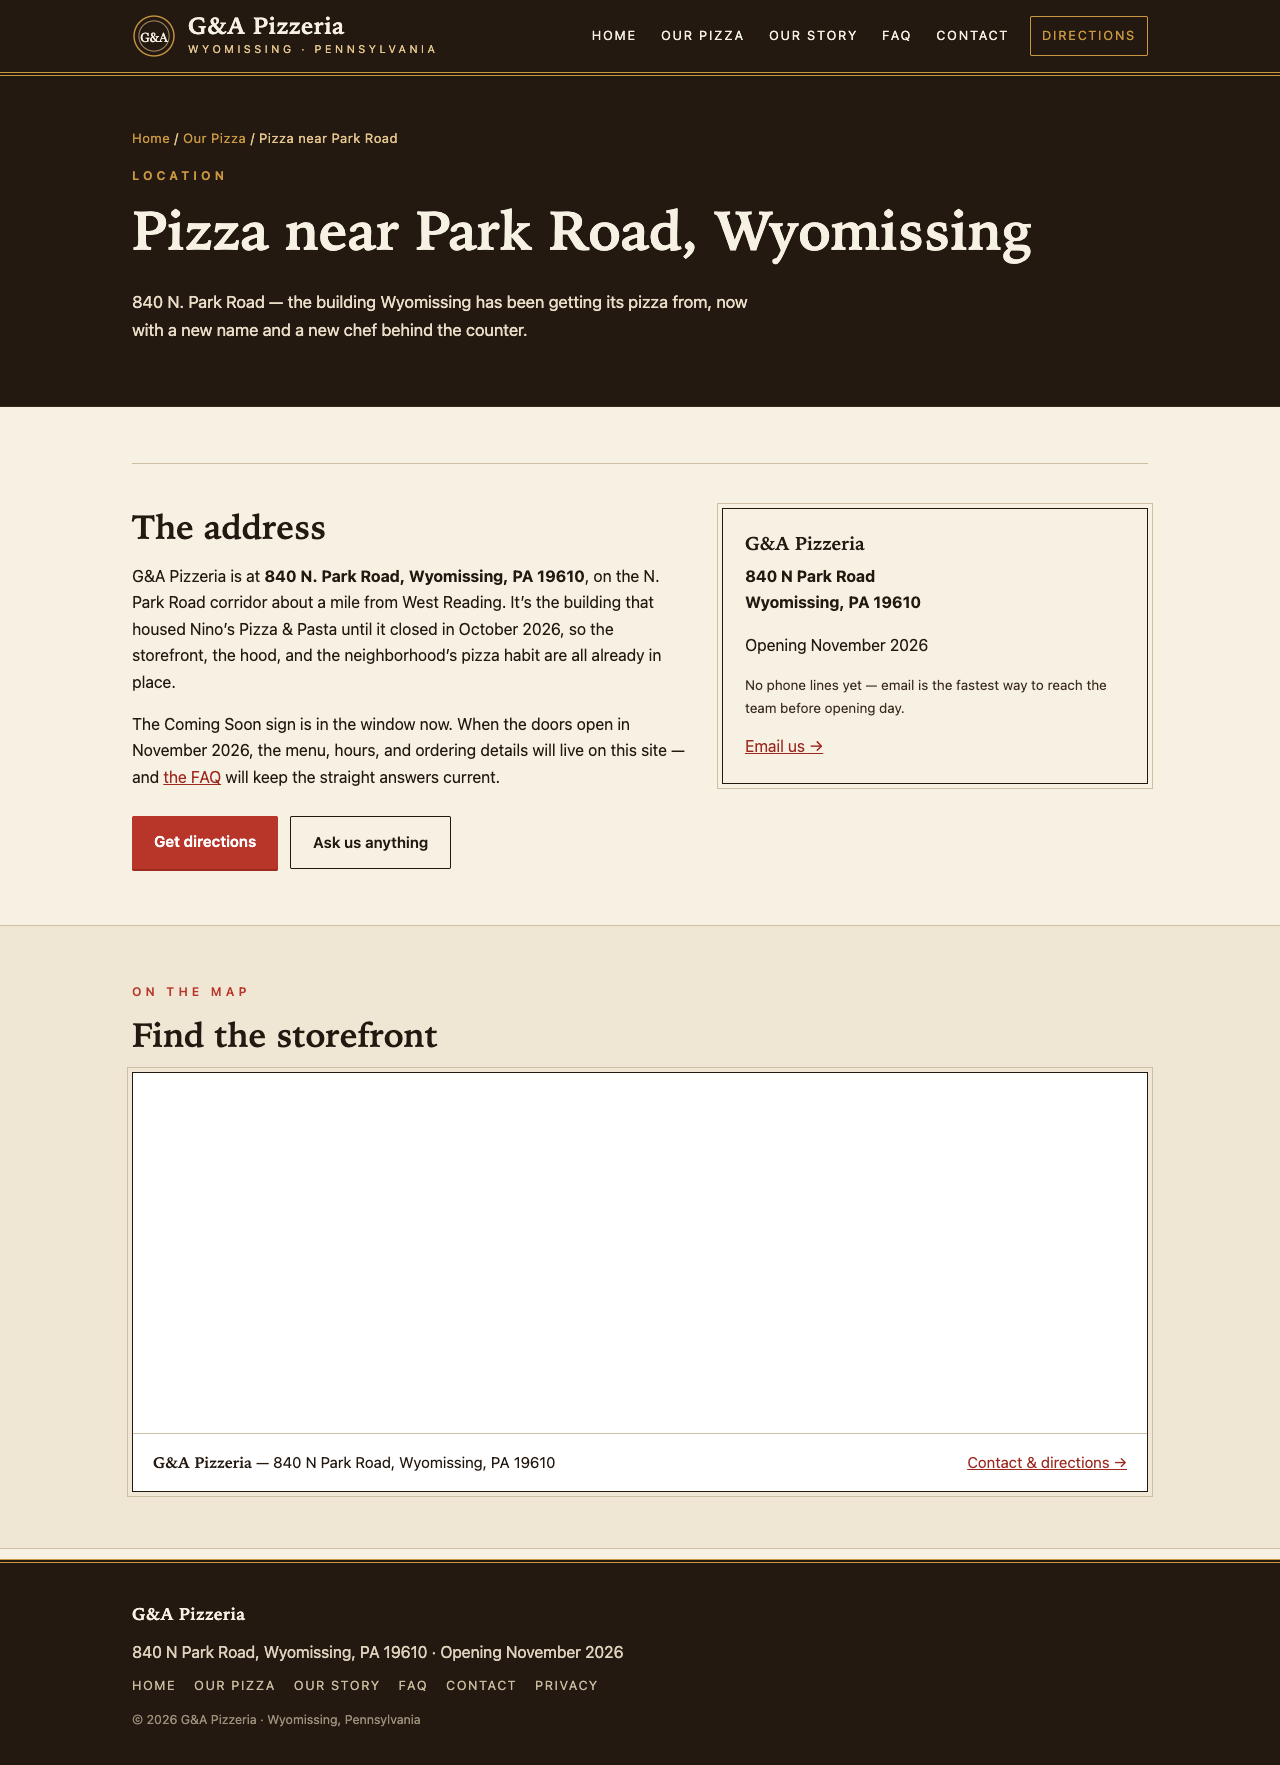 G&A
G&A Pizzeria
WYOMISSING · PENNSYLVANIA
HOME
OUR PIZZA
OUR STORY
FAQ
CONTACT
DIRECTIONS
Home / Our Pizza / Pizza near Park Road
LOCATION
Pizza near Park Road, Wyomissing
840 N. Park Road — the building Wyomissing has been getting its pizza from, now
with a new name and a new chef behind the counter.
The address
G&A Pizzeria is at 840 N. Park Road, Wyomissing, PA 19610, on the N.
Park Road corridor about a mile from West Reading. It’s the building that
housed Nino’s Pizza & Pasta until it closed in October 2026, so the
storefront, the hood, and the neighborhood’s pizza habit are all already in
place.
The Coming Soon sign is in the window now. When the doors open in
November 2026, the menu, hours, and ordering details will live on this site —
and the FAQ will keep the straight answers current.
Get directions
Ask us anything
G&A Pizzeria
840 N Park Road
Wyomissing, PA 19610
Opening November 2026
No phone lines yet — email is the fastest way to reach the
team before opening day.
Email us →
ON THE MAP
Find the storefront
G&A Pizzeria — 840 N Park Road, Wyomissing, PA 19610
Contact & directions →
G&A Pizzeria
840 N Park Road, Wyomissing, PA 19610 · Opening November 2026
HOME
OUR PIZZA
OUR STORY
FAQ
CONTACT
PRIVACY
© 2026 G&A Pizzeria · Wyomissing, Pennsylvania